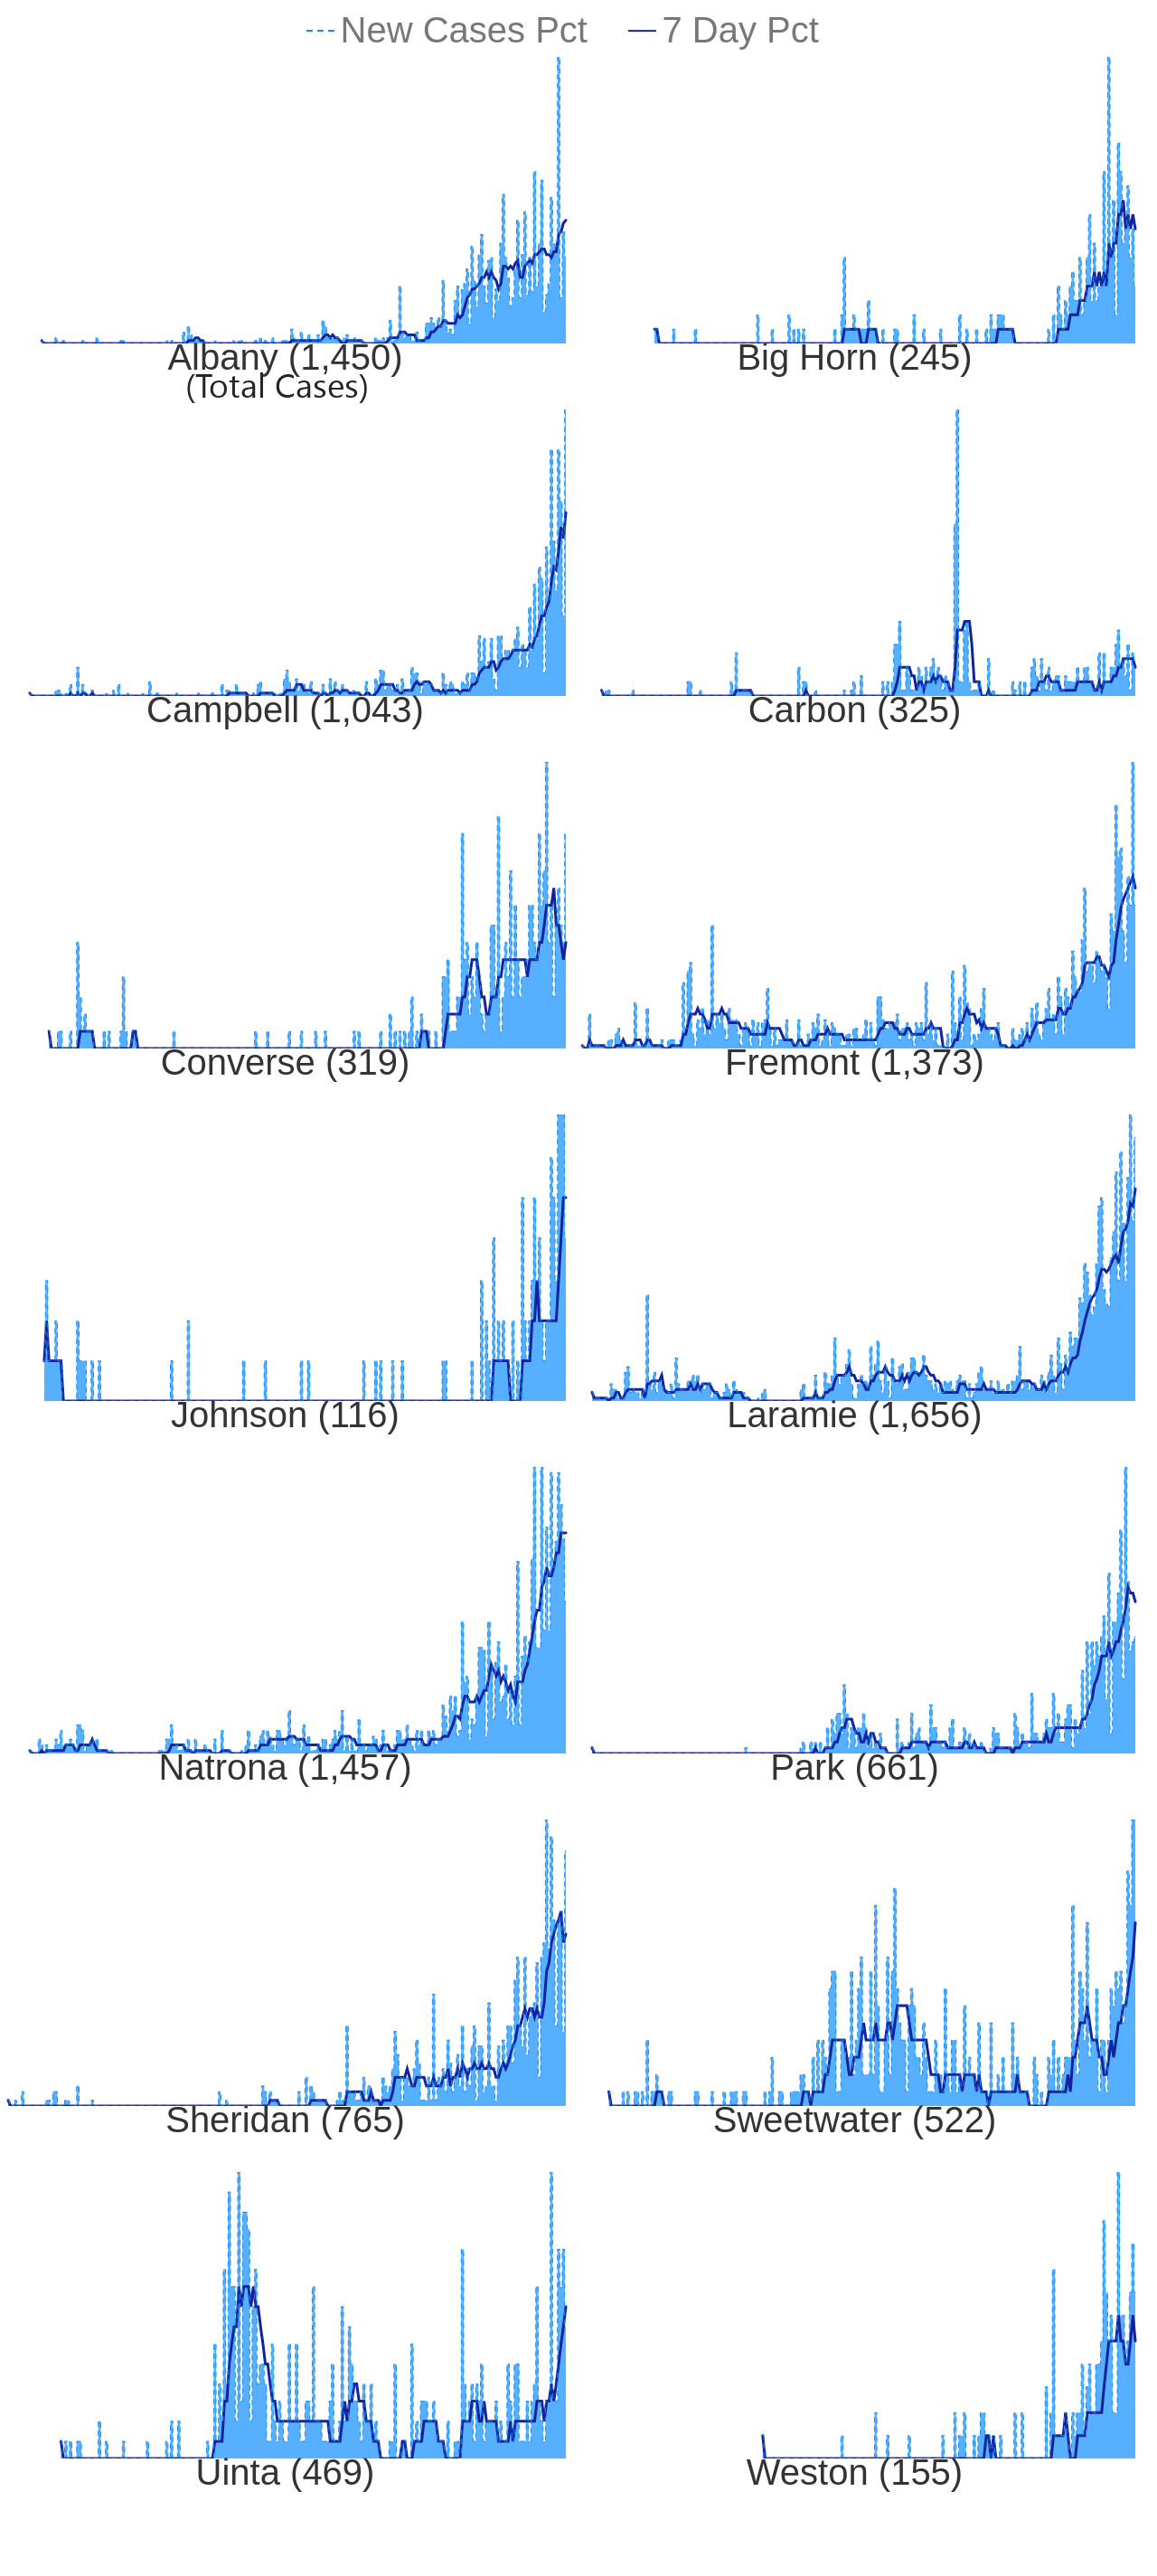 New Cases Pct 7 Day Pct
Albany (1,450) Big Horn (245)
(Total Cases)
Campbell (1,043) Carbon (325)
Converse (319) Fremont (1,373)
Johnson (116) Laramie (1,656)
Natrona (1,457) Park (661)
Sheridan (765) Sweetwater (522)
Uinta (469) Weston (155)